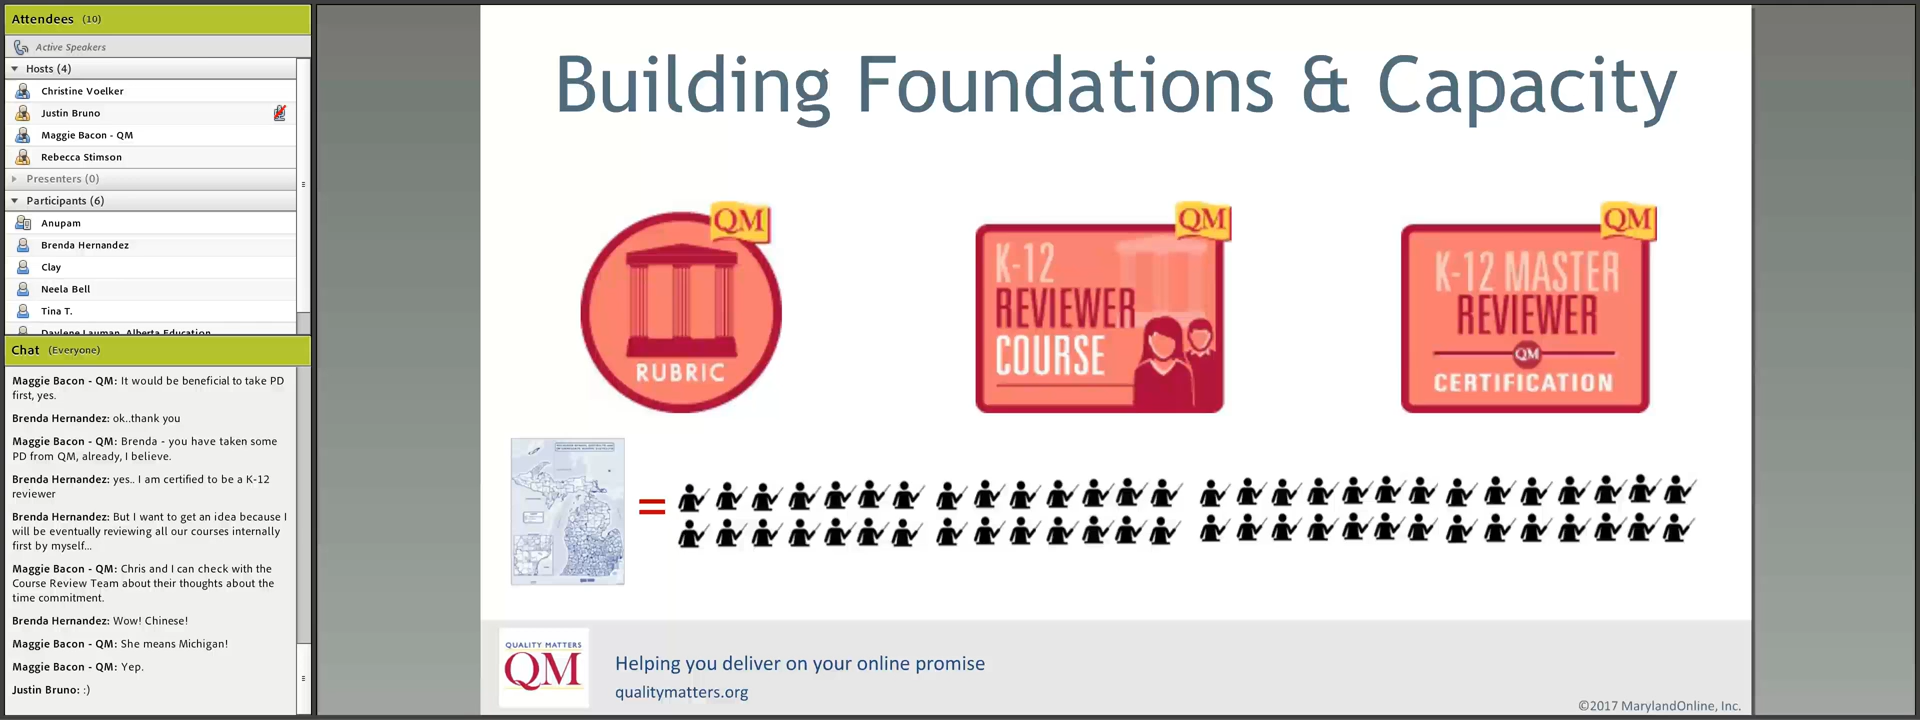 Attendees (10)
Active Speakers
Hosts (4)
Christine Voelker
Justin Bruno
Maggie Bacon - QM
Rebecca Stimson
Presenters (0)
Participants (6)
Anupam
Brenda Hernandez
Clay
Neela Bell
Tina T.
Daylene Lauman, Alberta Education
Chat (Everyone)
Maggie Bacon - QM: It would be beneficial to take PD
first, yes.
Brenda Hernandez: ok..thank you
Maggie Bacon - QM: Brenda - you have taken some
PD from QM, already, I believe.
Brenda Hernandez: yes.. I am certified to be a K-12
reviewer
Brenda Hernandez: But I want to get an idea because I
will be eventually reviewing all our courses internally
first by myself...
Maggie Bacon - QM: Chris and I can check with the
Course Review Team about their thoughts about the
time commitment.
Brenda Hernandez: Wow! Chinese!
Maggie Bacon - QM: She means Michigan!
Maggie Bacon - QM: Yep.
Justin Bruno: :)
Building Foundations & Capacity
QM
RUBRIC
QM
K-12
REVIEWER
COURSE
QM
K-12 MASTER
REVIEWER
QM
CERTIFICATION
=
QUALITY MATTERS
QM
Helping you deliver on your online promise
qualitymatters.org
©2017 MarylandOnline, Inc.